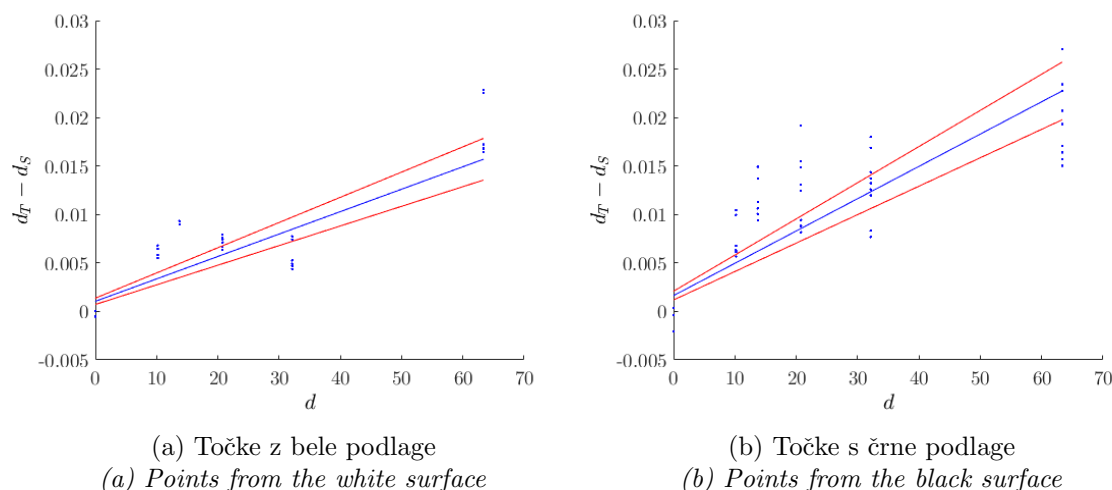 0.03
0.025
0.02
0.015
0.01
0.005
0
-0.005
0 10 20 30 40 50 60 70
d_T − d_S
d
(a) Točke z bele podlage
(a) Points from the white surface
0.03
0.025
0.02
0.015
0.01
0.005
0
-0.005
0 10 20 30 40 50 60 70
d_T − d_S
d
(b) Točke s črne podlage
(b) Points from the black surface